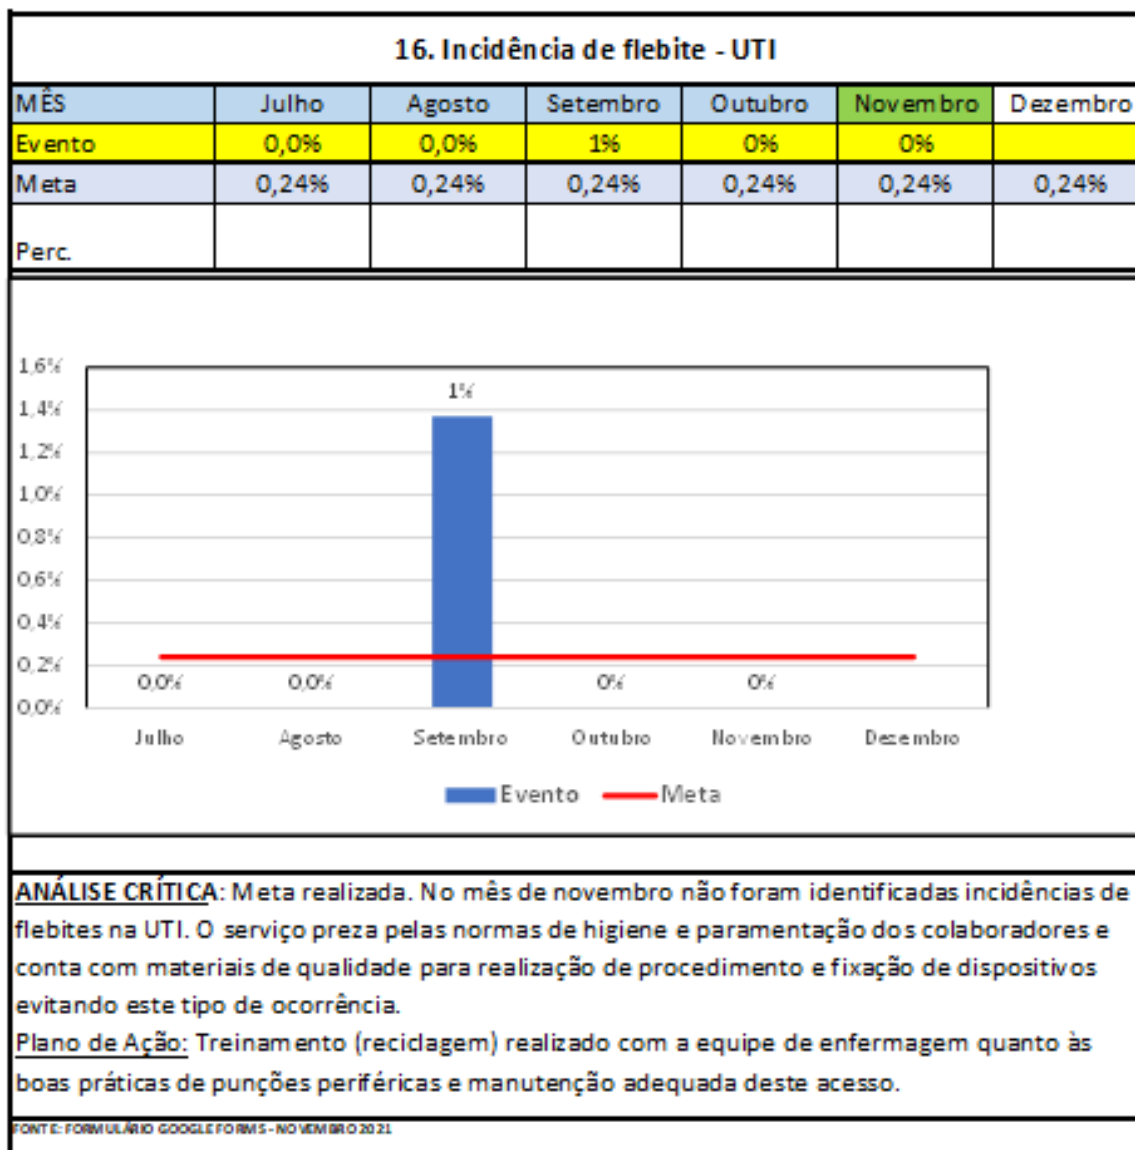 16. Incidência de flebite - UTI
MÊS Julho Agosto Setembro Outubro Novembro Dezembro
Evento 0,0% 0,0% 1% 0% 0%
Meta 0,24% 0,24% 0,24% 0,24% 0,24% 0,24%
Perc.
1,6%
1%
1,4%
1,2%
1,0%
0,8%
0,6%
0,4%
0,2%
0,0% 0,0% 0% 0%
0,0%
Julho Agosto Setembro Outubro Novembro Dezembro
Evento Meta
ANÁLISE CRÍTICA: Meta realizada. No mês de novembro não foram identificadas incidências de
flebites na UTI. O serviço preza pelas normas de higiene e paramentação dos colaboradores e
conta com materiais de qualidade para realização de procedimento e fixação de dispositivos
evitando este tipo de ocorrência.
Plano de Ação: Treinamento (reciclagem) realizado com a equipe de enfermagem quanto às
boas práticas de punções periféricas e manutenção adequada deste acesso.
FONTE: FORMULÁRIO GOOGLE FORMS - NOVEMBRO 2021